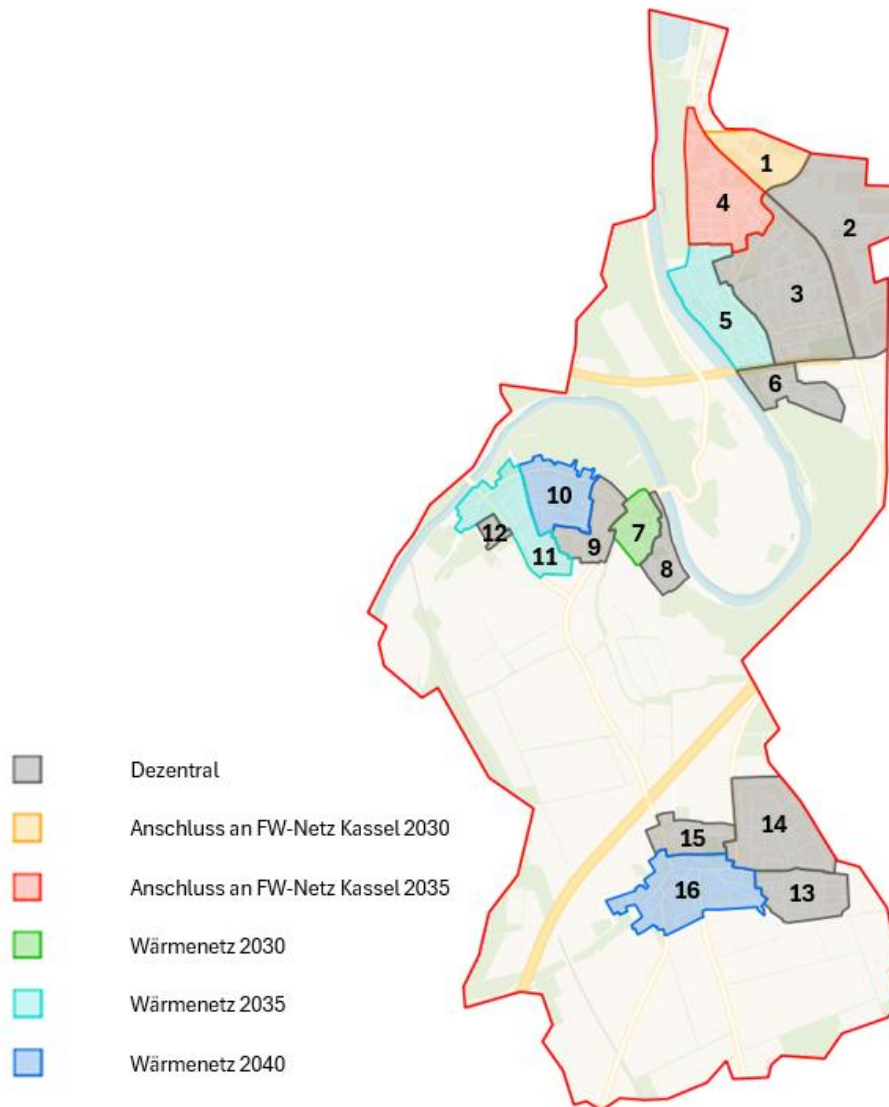 1
2
4
3
5
6
10
12
9
7
11
8
14
15
16
13
Dezentral
Anschluss an FW-Netz Kassel 2030
Anschluss an FW-Netz Kassel 2035
Wärmenetz 2030
Wärmenetz 2035
Wärmenetz 2040